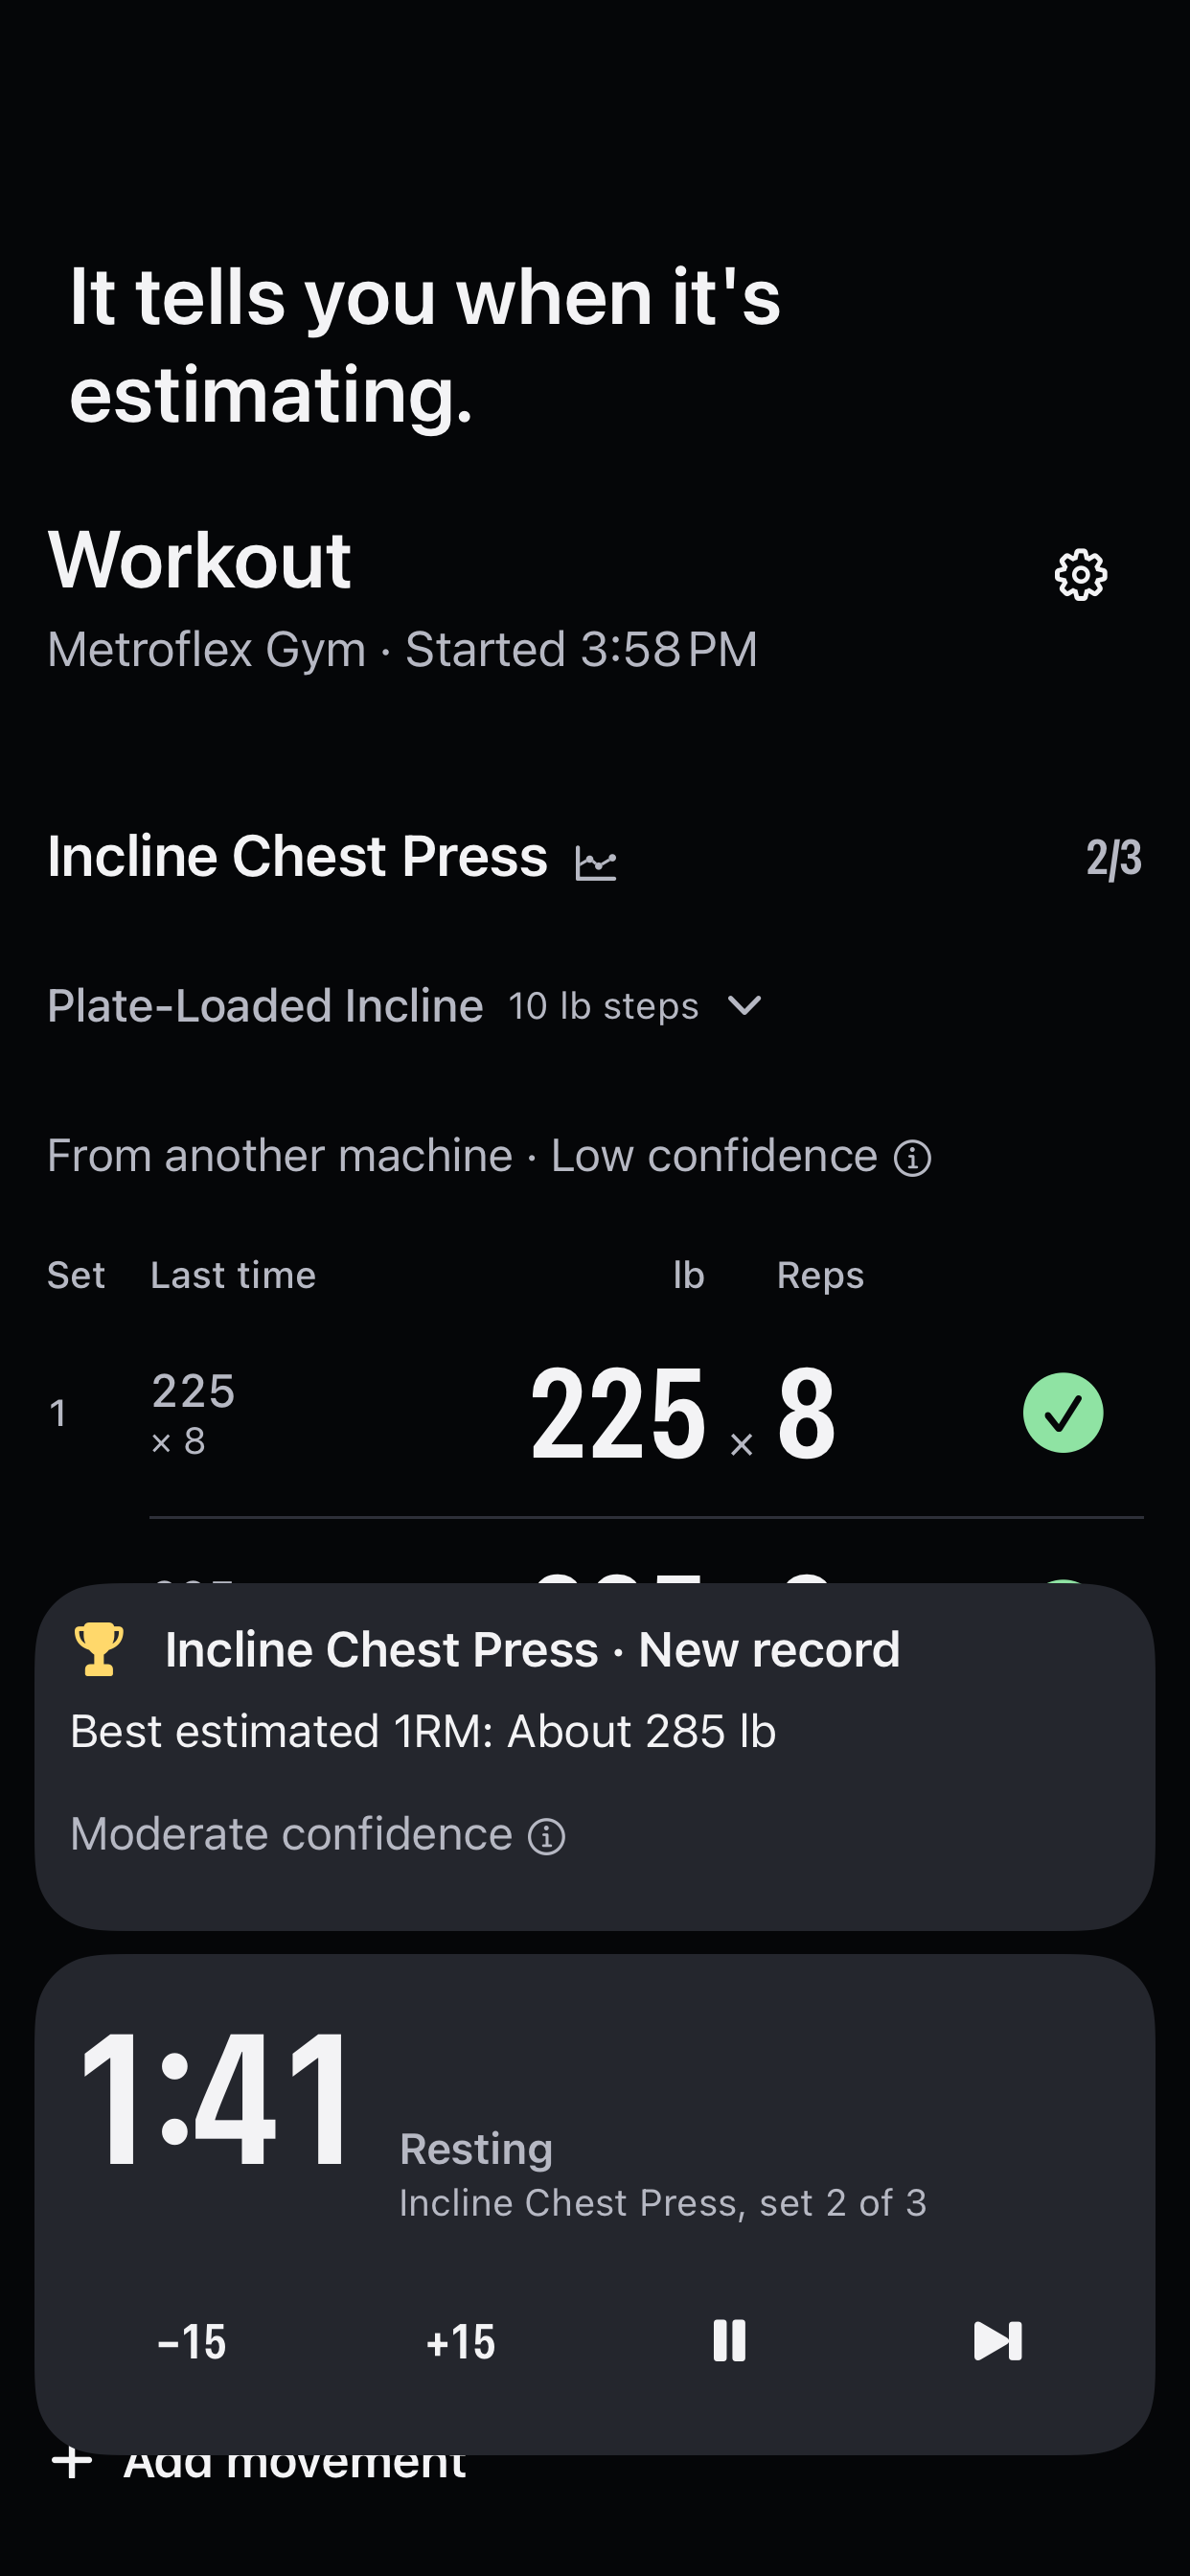 It tells you when it's
estimating.
Workout
Metroflex Gym · Started 3:58 PM
Incline Chest Press 2/3
Plate-Loaded Incline 10 lb steps
From another machine · Low confidence
Set Last time lb Reps
1 225 × 8 225 × 8
Incline Chest Press · New record
Best estimated 1RM: About 285 lb
Moderate confidence
1:41
Resting
Incline Chest Press, set 2 of 3
−15 +15
+ Add movement